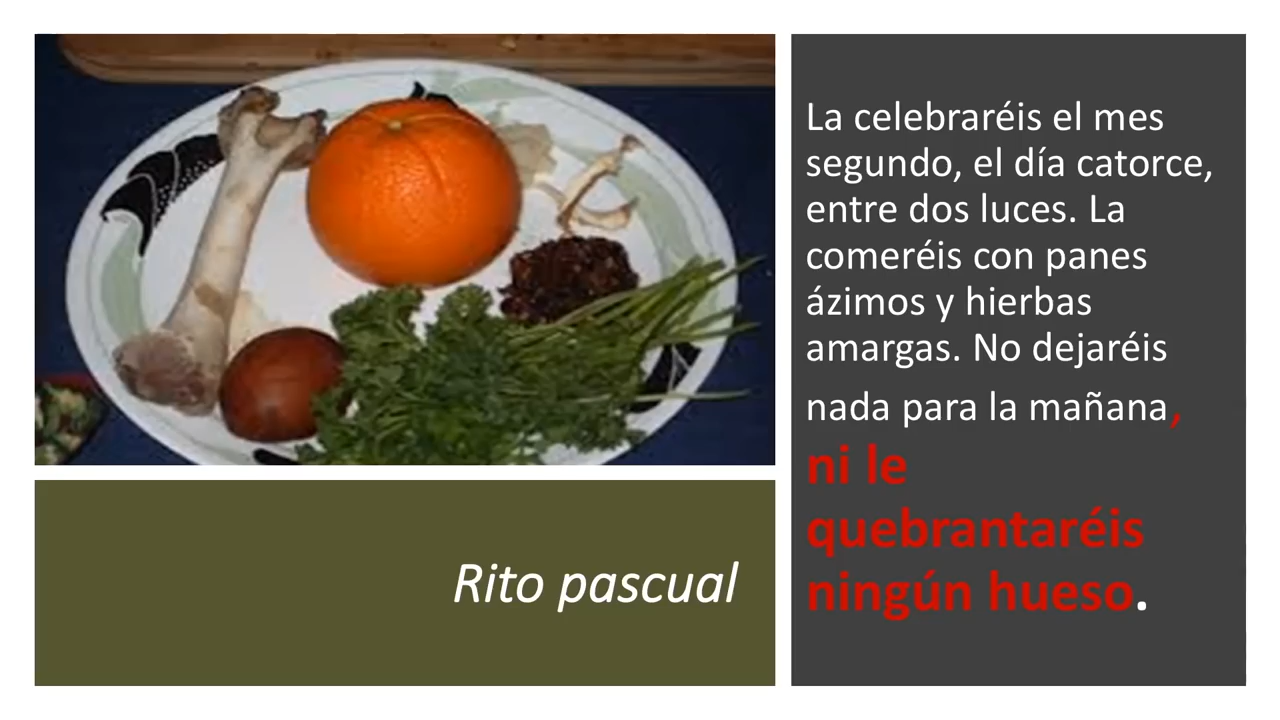 La celebraréis el mes
segundo, el día catorce,
entre dos luces. La
comeréis con panes
ázimos y hierbas
amargas. No dejaréis
nada para la mañana,
ni le
quebrantaréis
ningún hueso.
Rito pascual